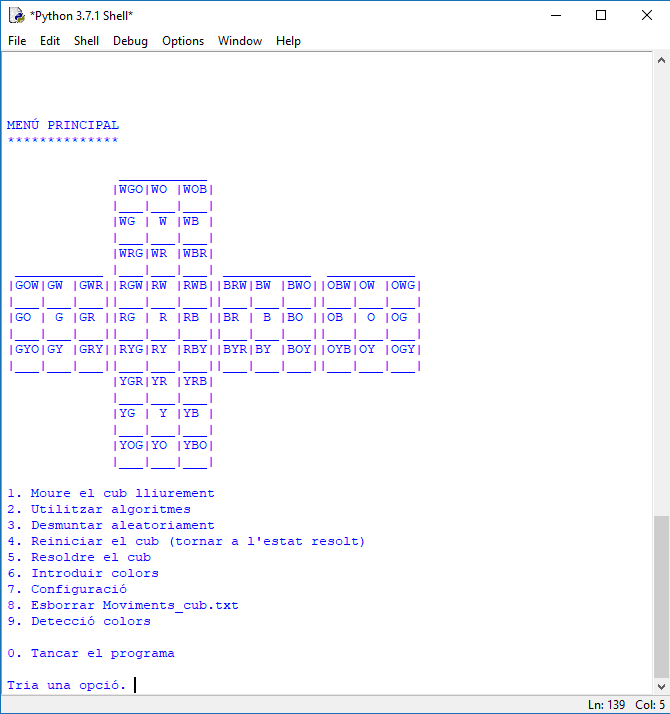 *Python 3.7.1 Shell*
File Edit Shell Debug Options Window Help
MENÚ PRINCIPAL
**************
              _____________
             |WGO|WO |WOB|
             |___|___|___|
             |WG | W |WB |
             |___|___|___|
             |WRG|WR |WBR|
 ___________ |___|___|___| ___________  ___________
|GOW|GW |GWR||RGW|RW |RWB||BRW|BW |BWO||OBW|OW |OWG|
|___|___|___||___|___|___||___|___|___||___|___|___|
|GO | G |GR ||RG | R |RB ||BR | B |BO ||OB | O |OG |
|___|___|___||___|___|___||___|___|___||___|___|___|
|GYO|GY |GRY||RYG|RY |RBY||BYR|BY |BOY||OYB|OY |OGY|
|___|___|___||___|___|___||___|___|___||___|___|___|
             |YGR|YR |YRB|
             |___|___|___|
             |YG | Y |YB |
             |___|___|___|
             |YOG|YO |YBO|
             |___|___|___|
1. Moure el cub lliurement
2. Utilitzar algoritmes
3. Desmuntar aleatoriament
4. Reiniciar el cub (tornar a l'estat resolt)
5. Resoldre el cub
6. Introduir colors
7. Configuració
8. Esborrar Moviments_cub.txt
9. Detecció colors
0. Tancar el programa
Tria una opció.
Ln: 139 Col: 5